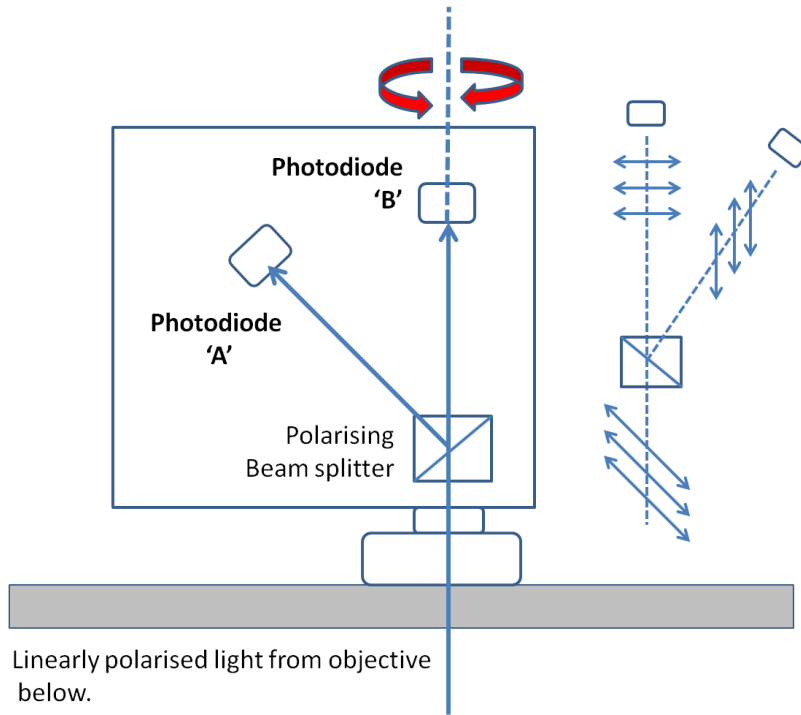 Photodiode
‘B’
Photodiode
‘A’
Polarising
Beam splitter
Linearly polarised light from objective
below.